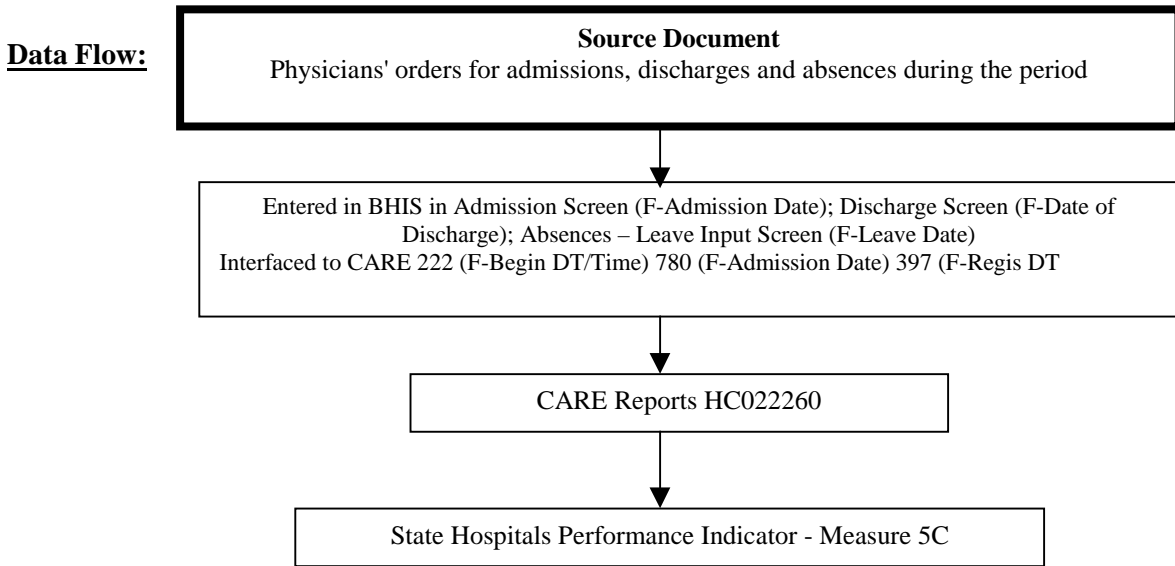 Data Flow:
Source Document
Physicians' orders for admissions, discharges and absences during the period
Entered in BHIS in Admission Screen (F-Admission Date); Discharge Screen (F-Date of
Discharge); Absences – Leave Input Screen (F-Leave Date)
Interfaced to CARE 222 (F-Begin DT/Time) 780 (F-Admission Date) 397 (F-Regis DT
CARE Reports HC022260
State Hospitals Performance Indicator - Measure 5C